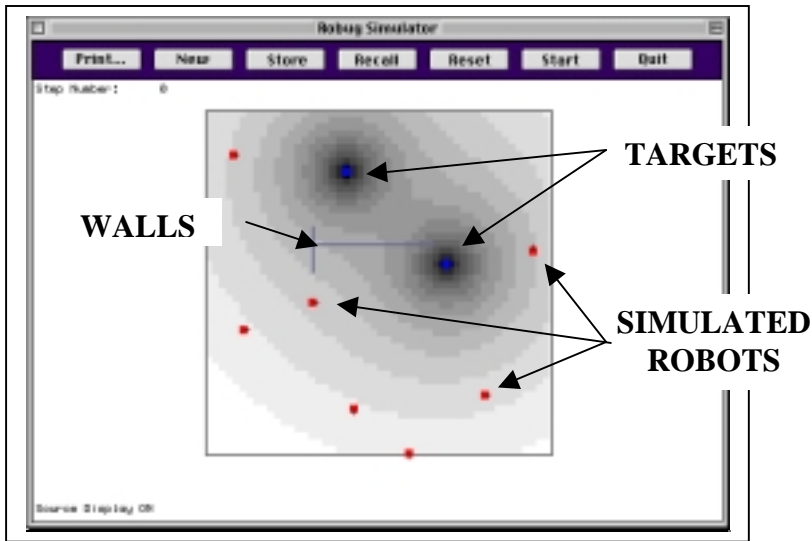 Robug Simulator
Print... New Store Recall Reset Start Quit
Step Number: 0
TARGETS
WALLS
SIMULATED
ROBOTS
Source Display ON